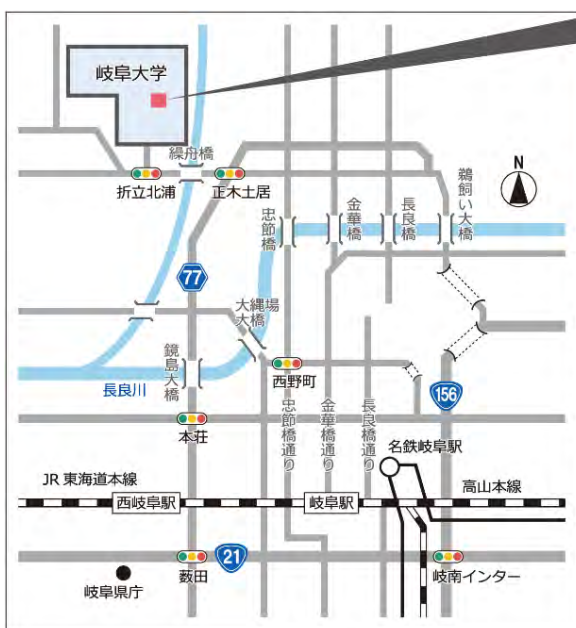 岐阜大学
繰舟橋
折立北浦
正木土居
N
忠節橋
金華橋
長良橋
鵜飼い大橋
77
大縄場
大橋
鏡島大橋
長良川
西野町
忠節橋通り
金華橋通り
長良橋通り
156
本荘
名鉄岐阜駅
JR 東海道本線
高山本線
西岐阜駅
岐阜駅
21
薮田
岐南インター
岐阜県庁